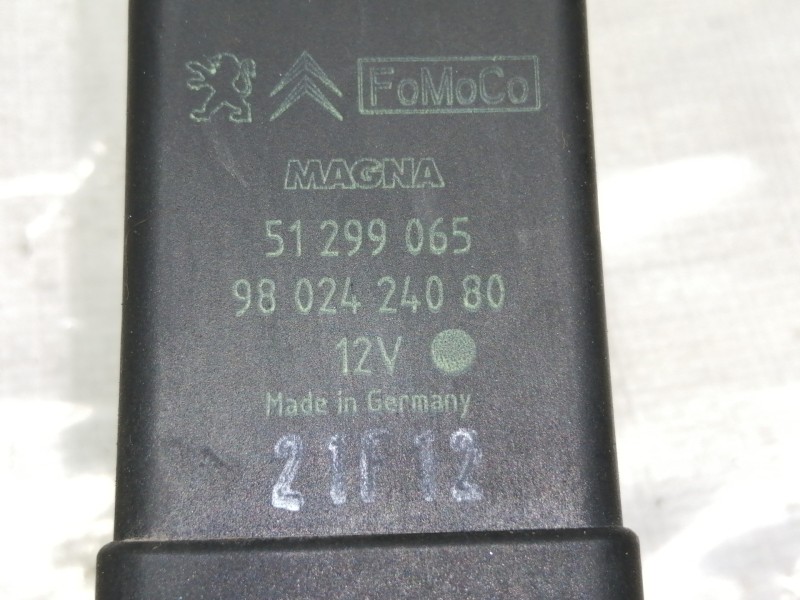 FoMoCo
MAGNA
51 299 065
98 024 240 80
12V
Made in Germany
21F12